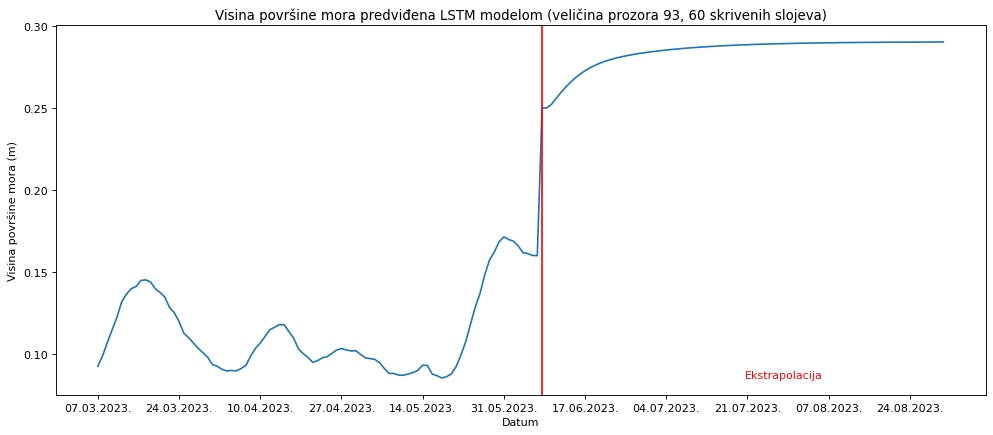 Visina površine mora predviđena LSTM modelom (veličina prozora 93, 60 skrivenih slojeva)
Visina površine mora (m)
0.30
0.25
0.20
0.15
0.10
Ekstrapolacija
07.03.2023. 24.03.2023. 10.04.2023. 27.04.2023. 14.05.2023. 31.05.2023. 17.06.2023. 04.07.2023. 21.07.2023. 07.08.2023. 24.08.2023.
Datum